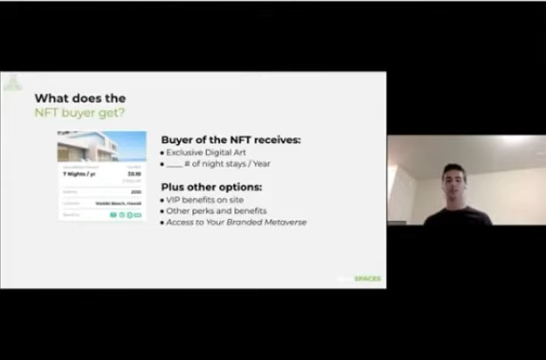 What does the
NFT buyer get?
7 Nights / yr
Buyer of the NFT receives:
• Exclusive Digital Art
• ____ # of night stays / Year
Plus other options:
• VIP benefits on site
• Other perks and benefits
• Access to Your Branded Metaverse
SPACES